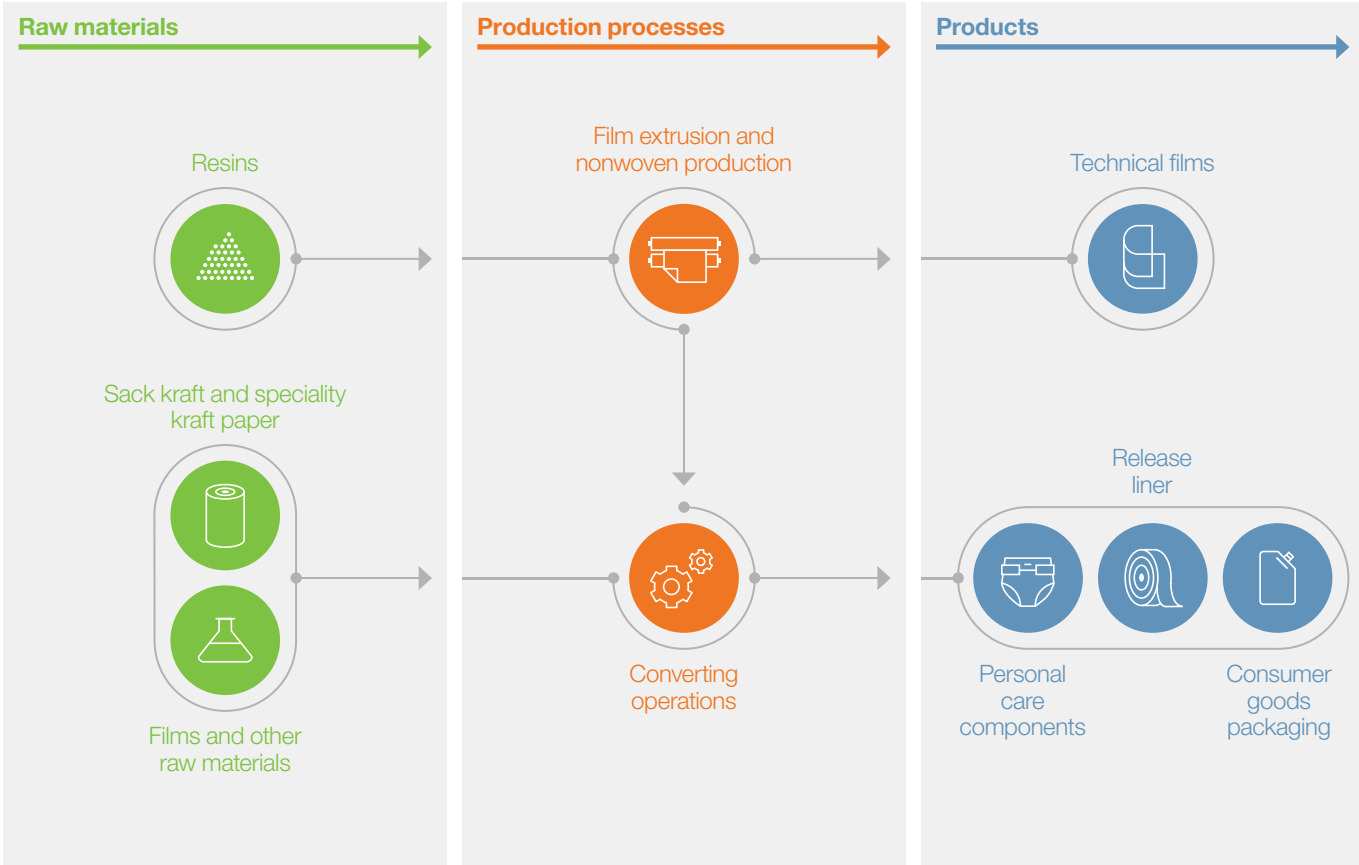 Raw materials
Production processes
Products
Resins
Film extrusion and
nonwoven production
Technical films
Sack kraft and speciality
kraft paper
Films and other
raw materials
Converting
operations
Release
liner
Personal
care
components
Consumer
goods
packaging